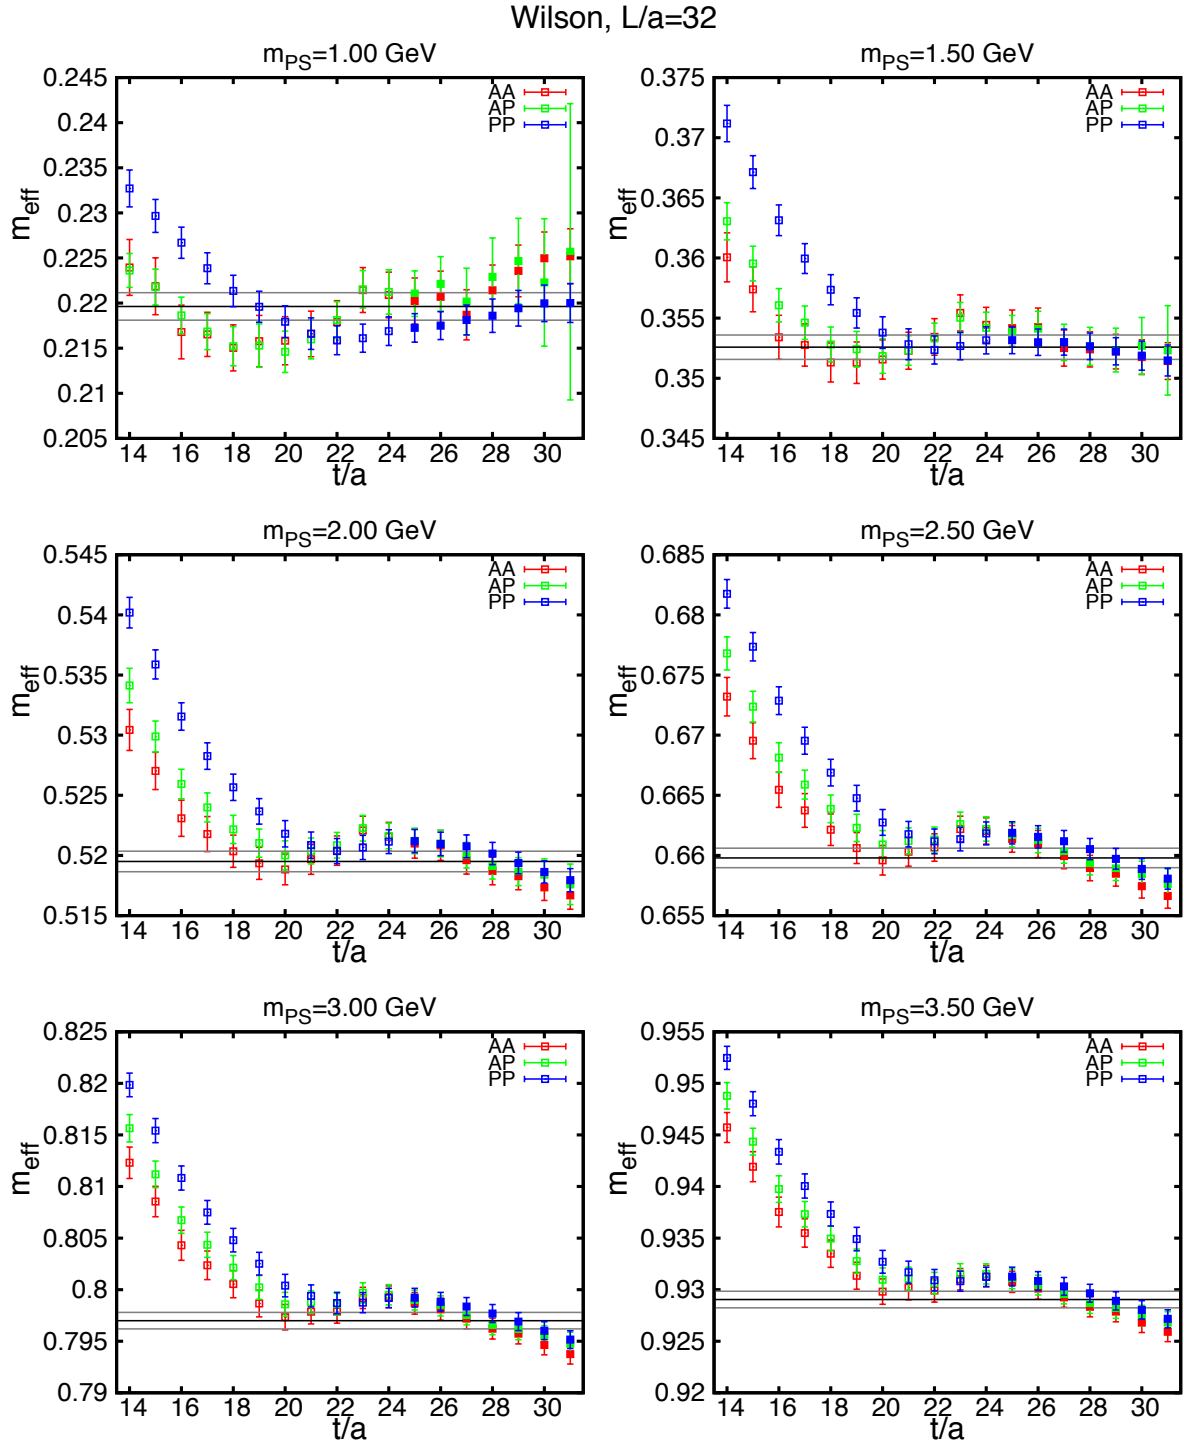 Wilson, L/a=32
m_PS=1.00 GeV
0.245
0.24
0.235
0.23
0.225
0.22
0.215
0.21
0.205
m_eff
AA
AP
PP
14 16 18 20 22 24 26 28 30
t/a
m_PS=1.50 GeV
0.375
0.37
0.365
0.36
0.355
0.35
0.345
m_eff
AA
AP
PP
14 16 18 20 22 24 26 28 30
t/a
m_PS=2.00 GeV
0.545
0.54
0.535
0.53
0.525
0.52
0.515
m_eff
AA
AP
PP
14 16 18 20 22 24 26 28 30
t/a
m_PS=2.50 GeV
0.685
0.68
0.675
0.67
0.665
0.66
0.655
m_eff
AA
AP
PP
14 16 18 20 22 24 26 28 30
t/a
m_PS=3.00 GeV
0.825
0.82
0.815
0.81
0.805
0.8
0.795
0.79
m_eff
AA
AP
PP
14 16 18 20 22 24 26 28 30
t/a
m_PS=3.50 GeV
0.955
0.95
0.945
0.94
0.935
0.93
0.925
0.92
m_eff
AA
AP
PP
14 16 18 20 22 24 26 28 30
t/a